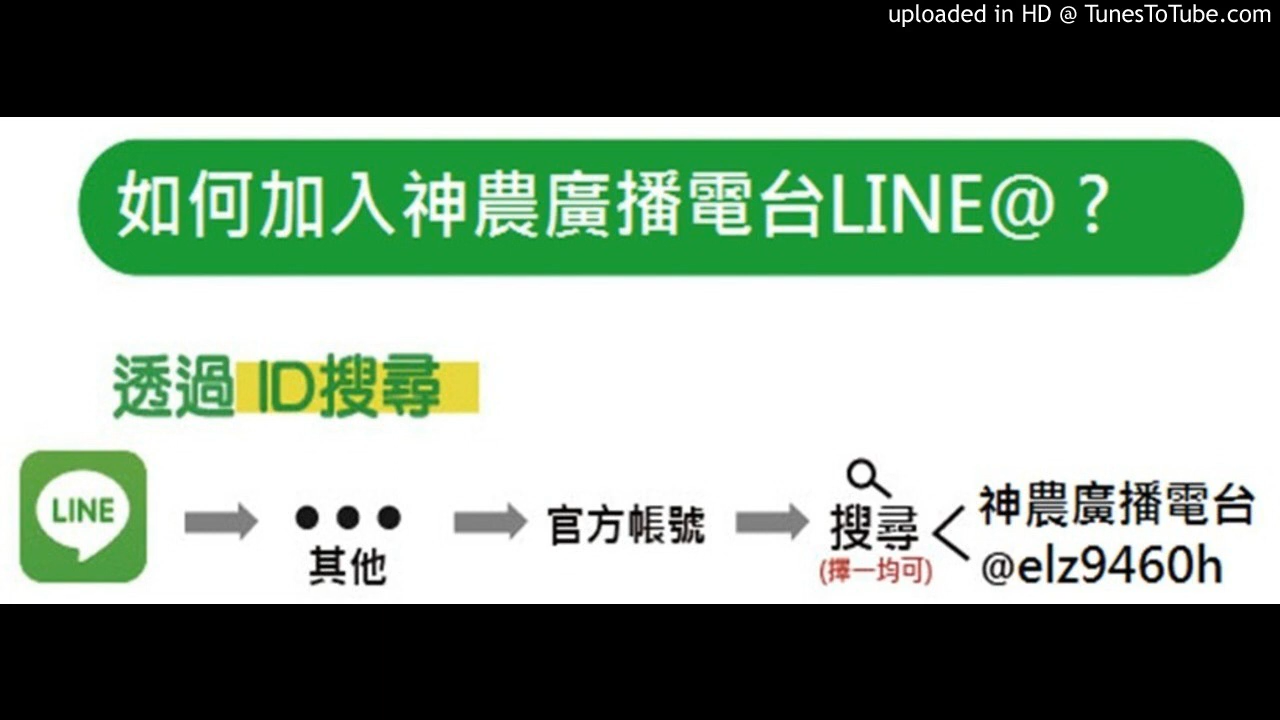 uploaded in HD @ TunesToTube.com
如何加入神農廣播電台LINE@？
透過 ID搜尋
LINE
其他
官方帳號
搜尋
(擇一均可)
神農廣播電台
@elz9460h